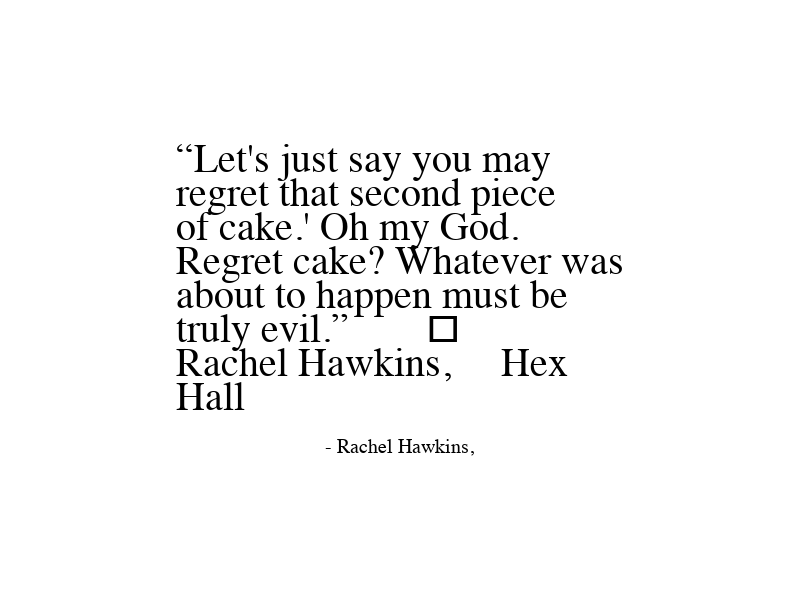 “Let's just say you may
regret that second piece
of cake.' Oh my God.
Regret cake? Whatever was
about to happen must be
truly evil.” □
Rachel Hawkins, Hex
Hall
- Rachel Hawkins,